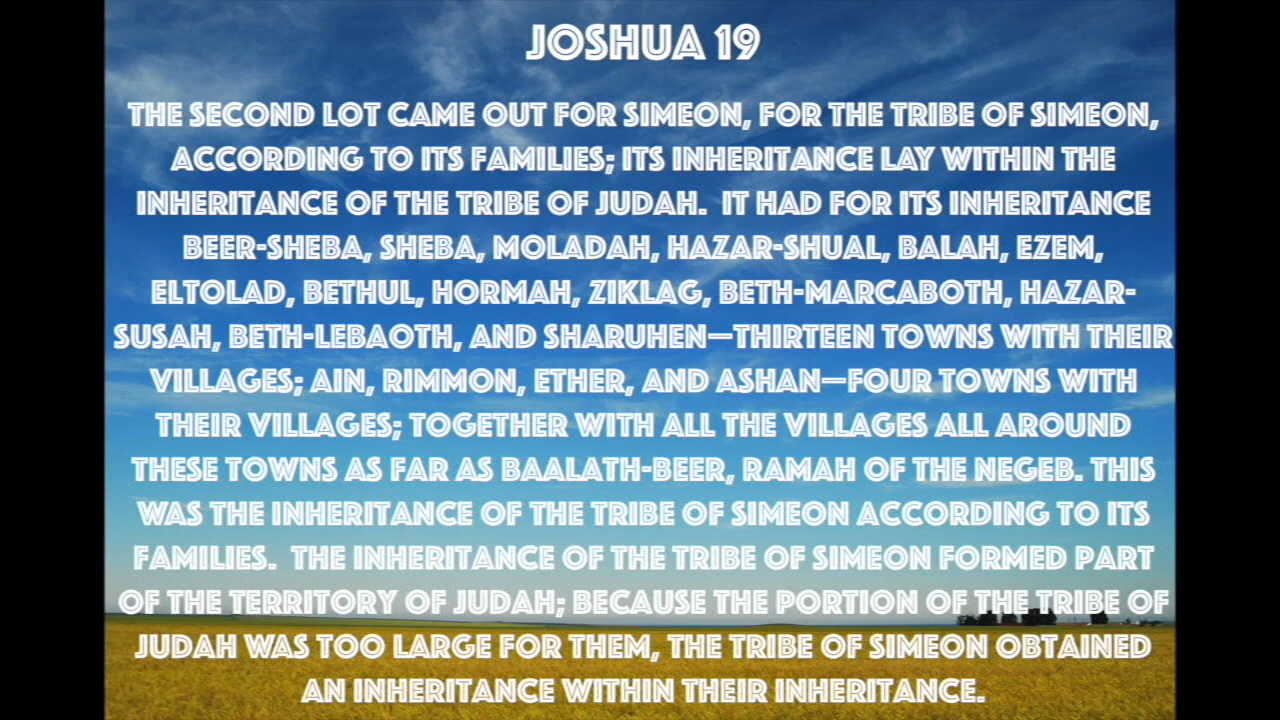 JOSHUA 19
THE SECOND LOT CAME OUT FOR SIMEON, FOR THE TRIBE OF SIMEON,
ACCORDING TO ITS FAMILIES; ITS INHERITANCE LAY WITHIN THE
INHERITANCE OF THE TRIBE OF JUDAH.  IT HAD FOR ITS INHERITANCE
BEER-SHEBA, SHEBA, MOLADAH, HAZAR-SHUAL, BALAH, EZEM,
ELTOLAD, BETHUL, HORMAH, ZIKLAG, BETH-MARCABOTH, HAZAR-
SUSAH, BETH-LEBAOTH, AND SHARUHEN—THIRTEEN TOWNS WITH THEIR
VILLAGES; AIN, RIMMON, ETHER, AND ASHAN—FOUR TOWNS WITH
THEIR VILLAGES; TOGETHER WITH ALL THE VILLAGES ALL AROUND
THESE TOWNS AS FAR AS BAALATH-BEER, RAMAH OF THE NEGEB. THIS
WAS THE INHERITANCE OF THE TRIBE OF SIMEON ACCORDING TO ITS
FAMILIES.  THE INHERITANCE OF THE TRIBE OF SIMEON FORMED PART
OF THE TERRITORY OF JUDAH; BECAUSE THE PORTION OF THE TRIBE OF
JUDAH WAS TOO LARGE FOR THEM, THE TRIBE OF SIMEON OBTAINED
AN INHERITANCE WITHIN THEIR INHERITANCE.